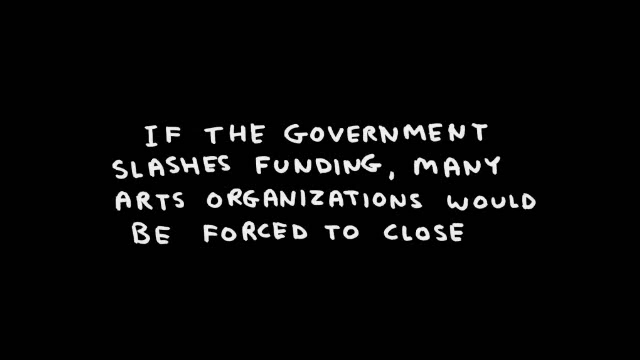 IF THE GOVERNMENT
SLASHES FUNDING, MANY
ARTS ORGANIZATIONS WOULD
BE FORCED TO CLOSE